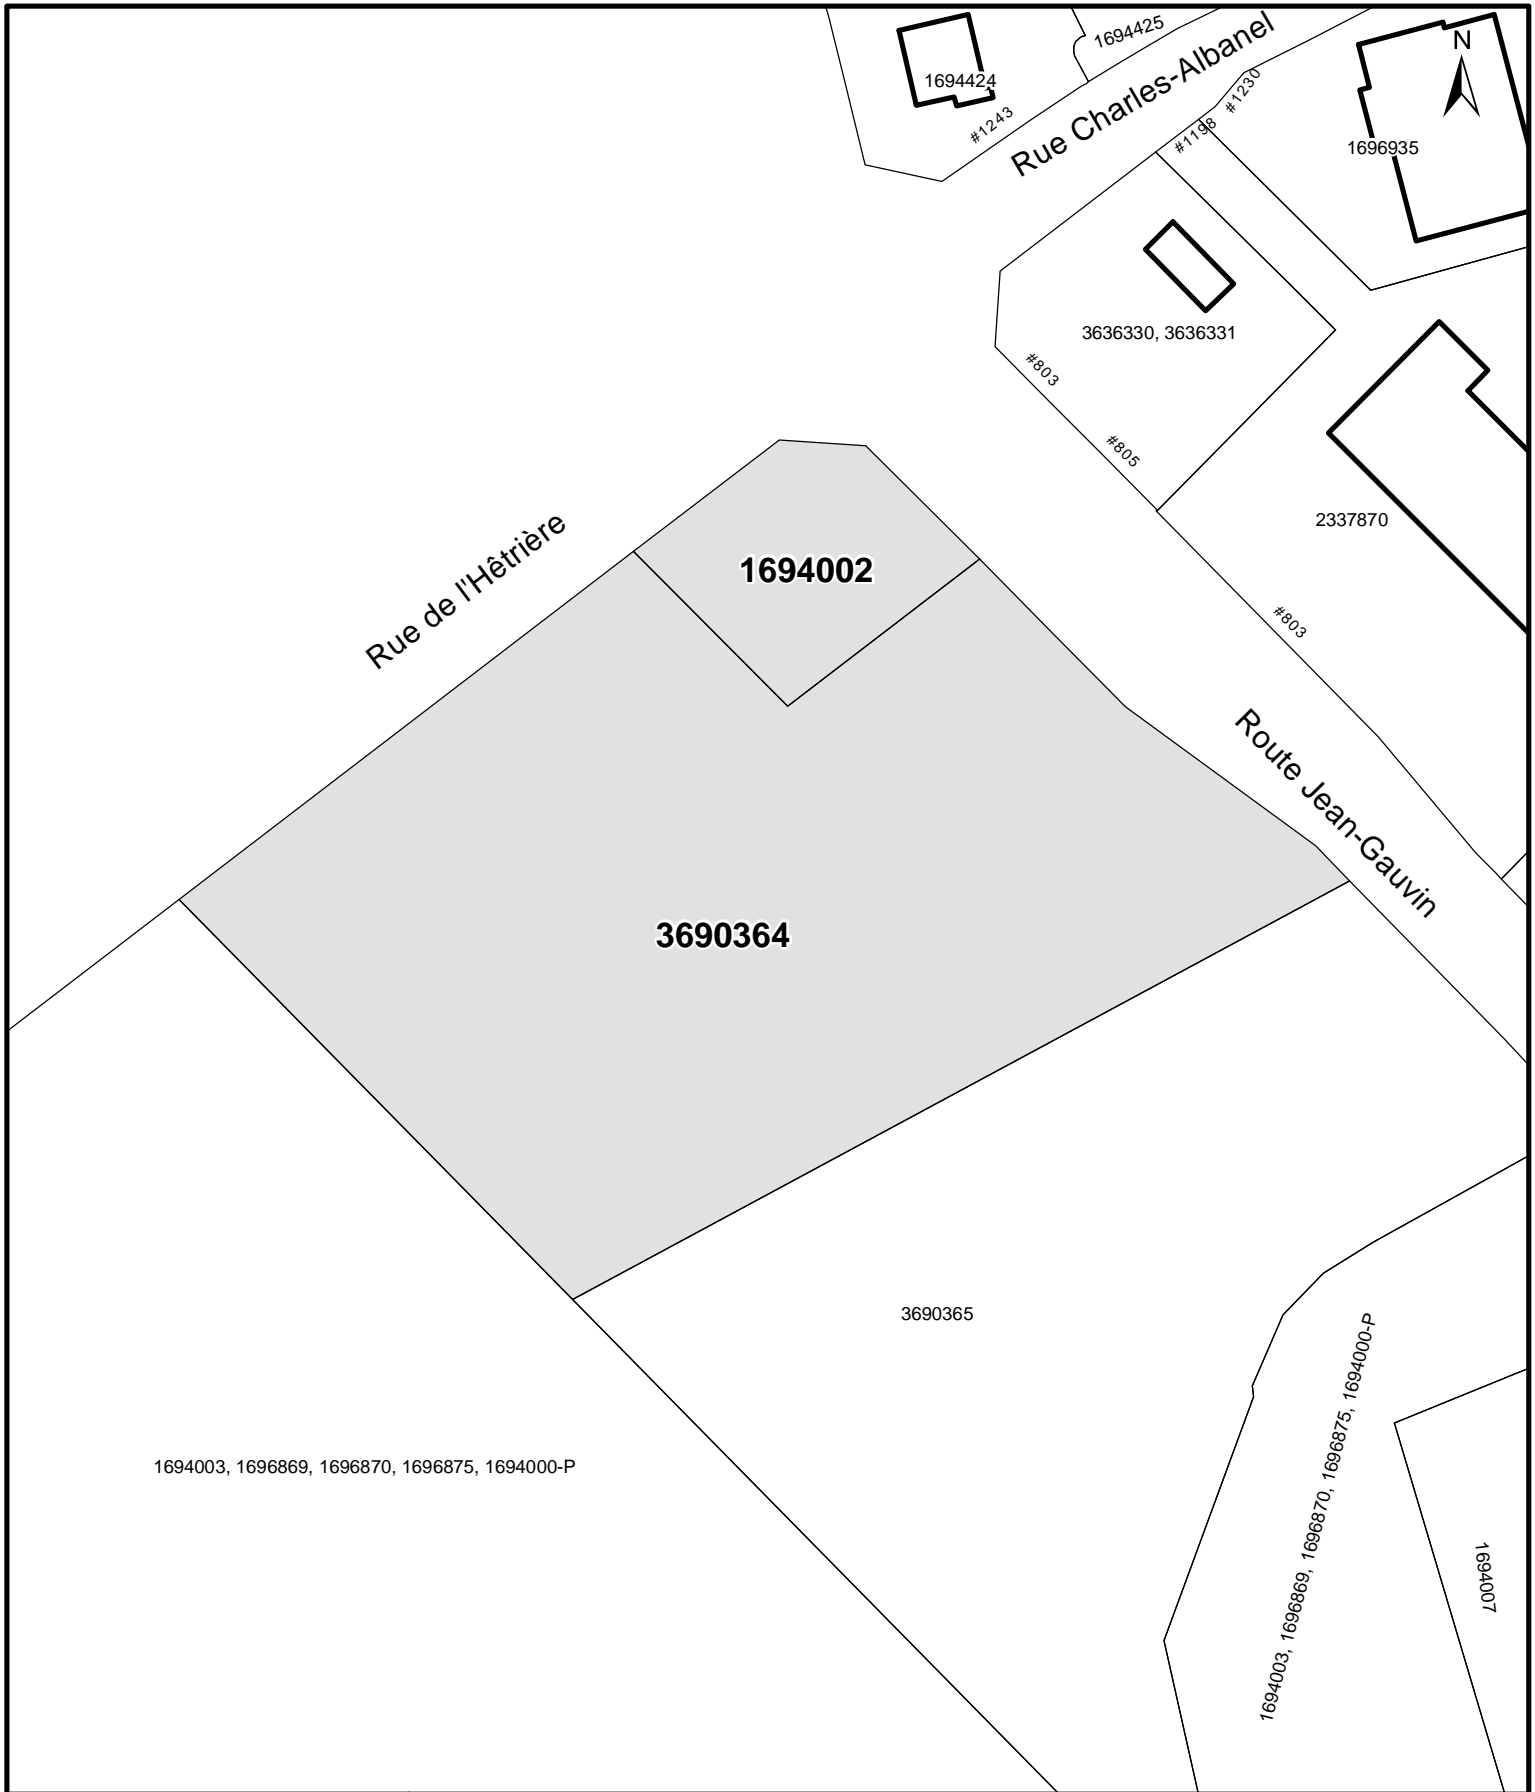 1694425
N
1694424
Rue Charles-Albanel
#1243
#1230
#1198
1696935
3636330, 3636331
#803
#805
2337870
Rue de l'Hêtrière
1694002
#803
Route Jean-Gauvin
3690364
3690365
1694003, 1696869, 1696870, 1696875, 1694000-P
1694003, 1696869, 1696870, 1696875, 1694000-P
1694007